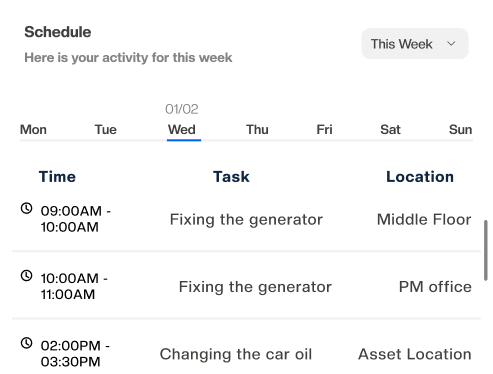 Schedule
Here is your activity for this week
This Week
01/02
Mon Tue Wed Thu Fri Sat Sun
Time Task Location
09:00AM -
10:00AM
Fixing the generator
Middle Floor
10:00AM -
11:00AM
Fixing the generator
PM office
02:00PM -
03:30PM
Changing the car oil
Asset Location